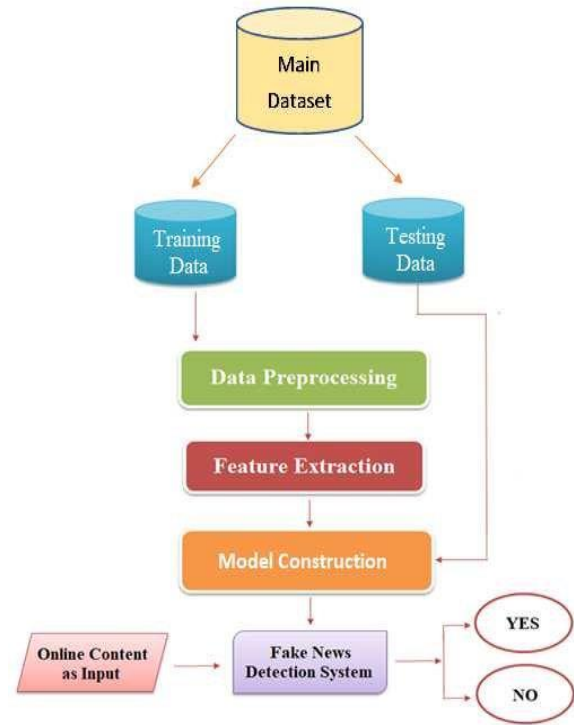 Main
Dataset
Training
Data
Testing
Data
Data Preprocessing
Feature Extraction
Model Construction
Online Content
as Input
Fake News
Detection System
YES
NO